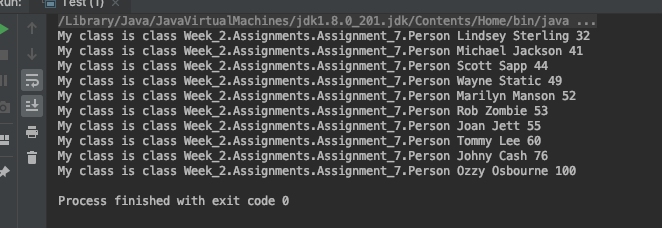 Run: Test (1) ×
/Library/Java/JavaVirtualMachines/jdk1.8.0_201.jdk/Contents/Home/bin/java ...
My class is class Week_2.Assignments.Assignment_7.Person Lindsey Sterling 32
My class is class Week_2.Assignments.Assignment_7.Person Michael Jackson 41
My class is class Week_2.Assignments.Assignment_7.Person Scott Sapp 44
My class is class Week_2.Assignments.Assignment_7.Person Wayne Static 49
My class is class Week_2.Assignments.Assignment_7.Person Marilyn Manson 52
My class is class Week_2.Assignments.Assignment_7.Person Rob Zombie 53
My class is class Week_2.Assignments.Assignment_7.Person Joan Jett 55
My class is class Week_2.Assignments.Assignment_7.Person Tommy Lee 60
My class is class Week_2.Assignments.Assignment_7.Person Johny Cash 76
My class is class Week_2.Assignments.Assignment_7.Person Ozzy Osbourne 100
Process finished with exit code 0